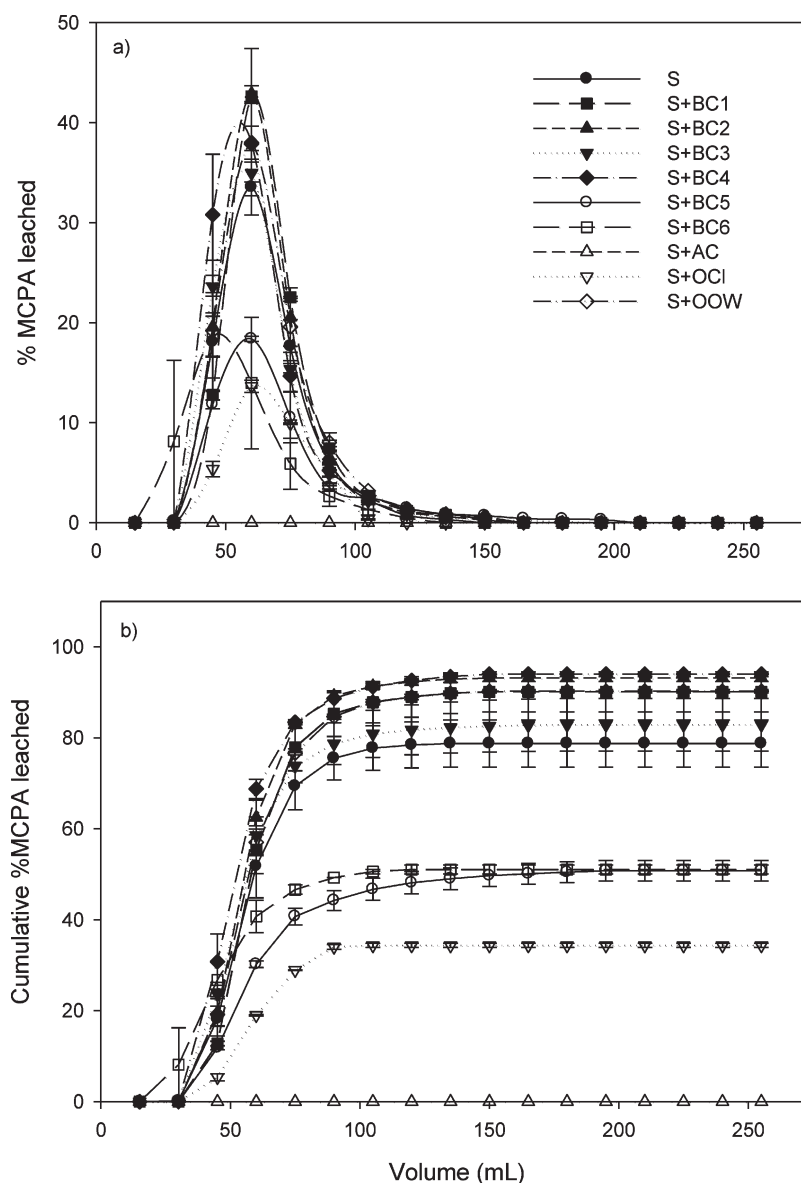 a)
% MCPA leached
50
40
30
20
10
0
0
50
100
150
200
250
S
S+BC1
S+BC2
S+BC3
S+BC4
S+BC5
S+BC6
S+AC
S+OCI
S+OOW
b)
Cumulative %MCPA leached
100
80
60
40
20
0
0
50
100
150
200
250
Volume (mL)